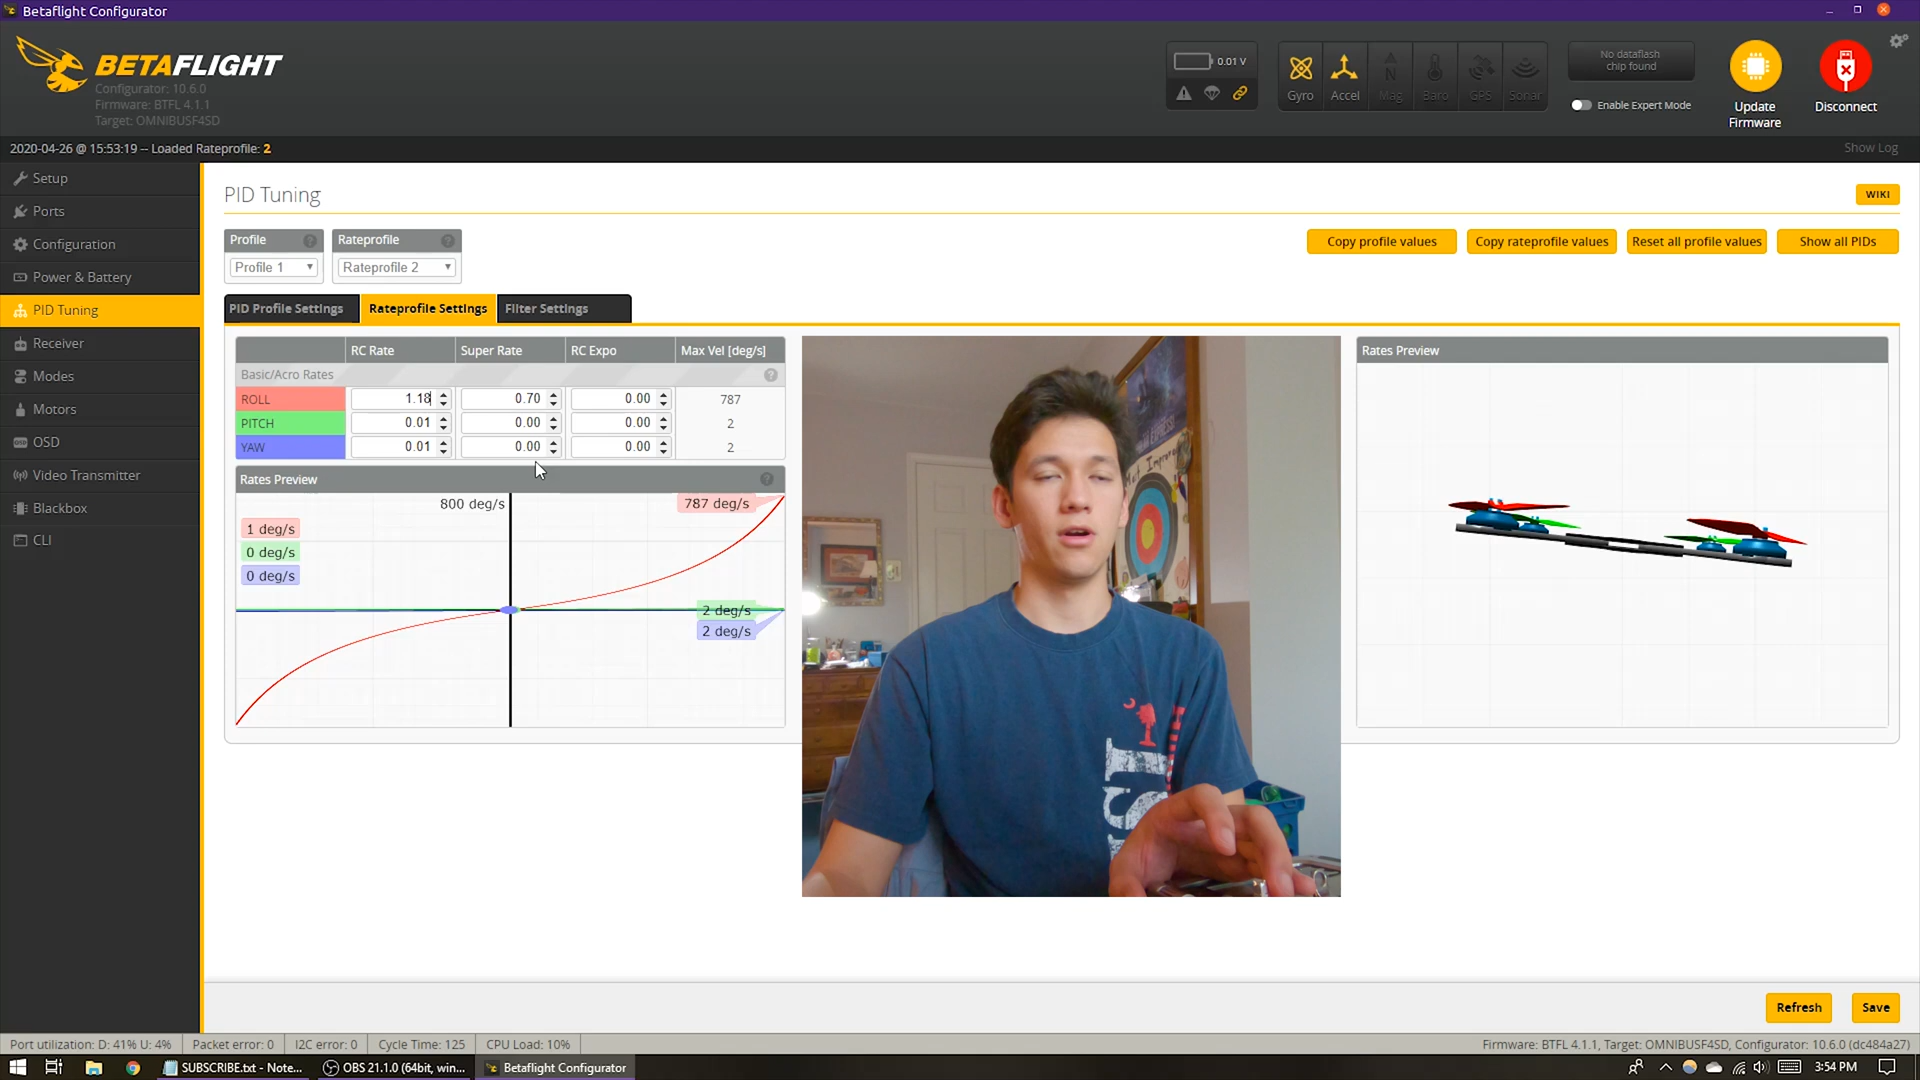 Betaflight Configurator
BETAFLIGHT
Configurator: 10.6.0
Firmware: BTFL 4.1.1
Target: OMNIBUSF4SD
0.01 V
Gyro
Accel
Mag
Baro
GPS
Sonar
No dataflash
chip found
Enable Expert Mode
Update
Firmware
Disconnect
2020-04-26 @ 15:53:19 -- Loaded Rateprofile: 2
Show Log
Setup
Ports
Configuration
Power & Battery
PID Tuning
Receiver
Modes
Motors
OSD
Video Transmitter
Blackbox
CLI
PID Tuning
WIKI
Profile
Rateprofile
Profile 1
Rateprofile 2
Copy profile values
Copy rateprofile values
Reset all profile values
Show all PIDs
PID Profile Settings
Rateprofile Settings
Filter Settings
RC Rate Super Rate RC Expo Max Vel [deg/s]
Basic/Acro Rates
ROLL 1.18 0.70 0.00 787
PITCH 0.01 0.00 0.00 2
YAW 0.01 0.00 0.00 2
Rates Preview
800 deg/s
787 deg/s
1 deg/s
0 deg/s
0 deg/s
2 deg/s
2 deg/s
Rates Preview
Refresh
Save
Port utilization: D: 41% U: 4% Packet error: 0 I2C error: 0 Cycle Time: 125 CPU Load: 10%
Firmware: BTFL 4.1.1, Target: OMNIBUSF4SD, Configurator: 10.6.0 (dc484a27)
SUBSCRIBE.txt - Note...
OBS 21.1.0 (64bit, win...
Betaflight Configurator
3:54 PM